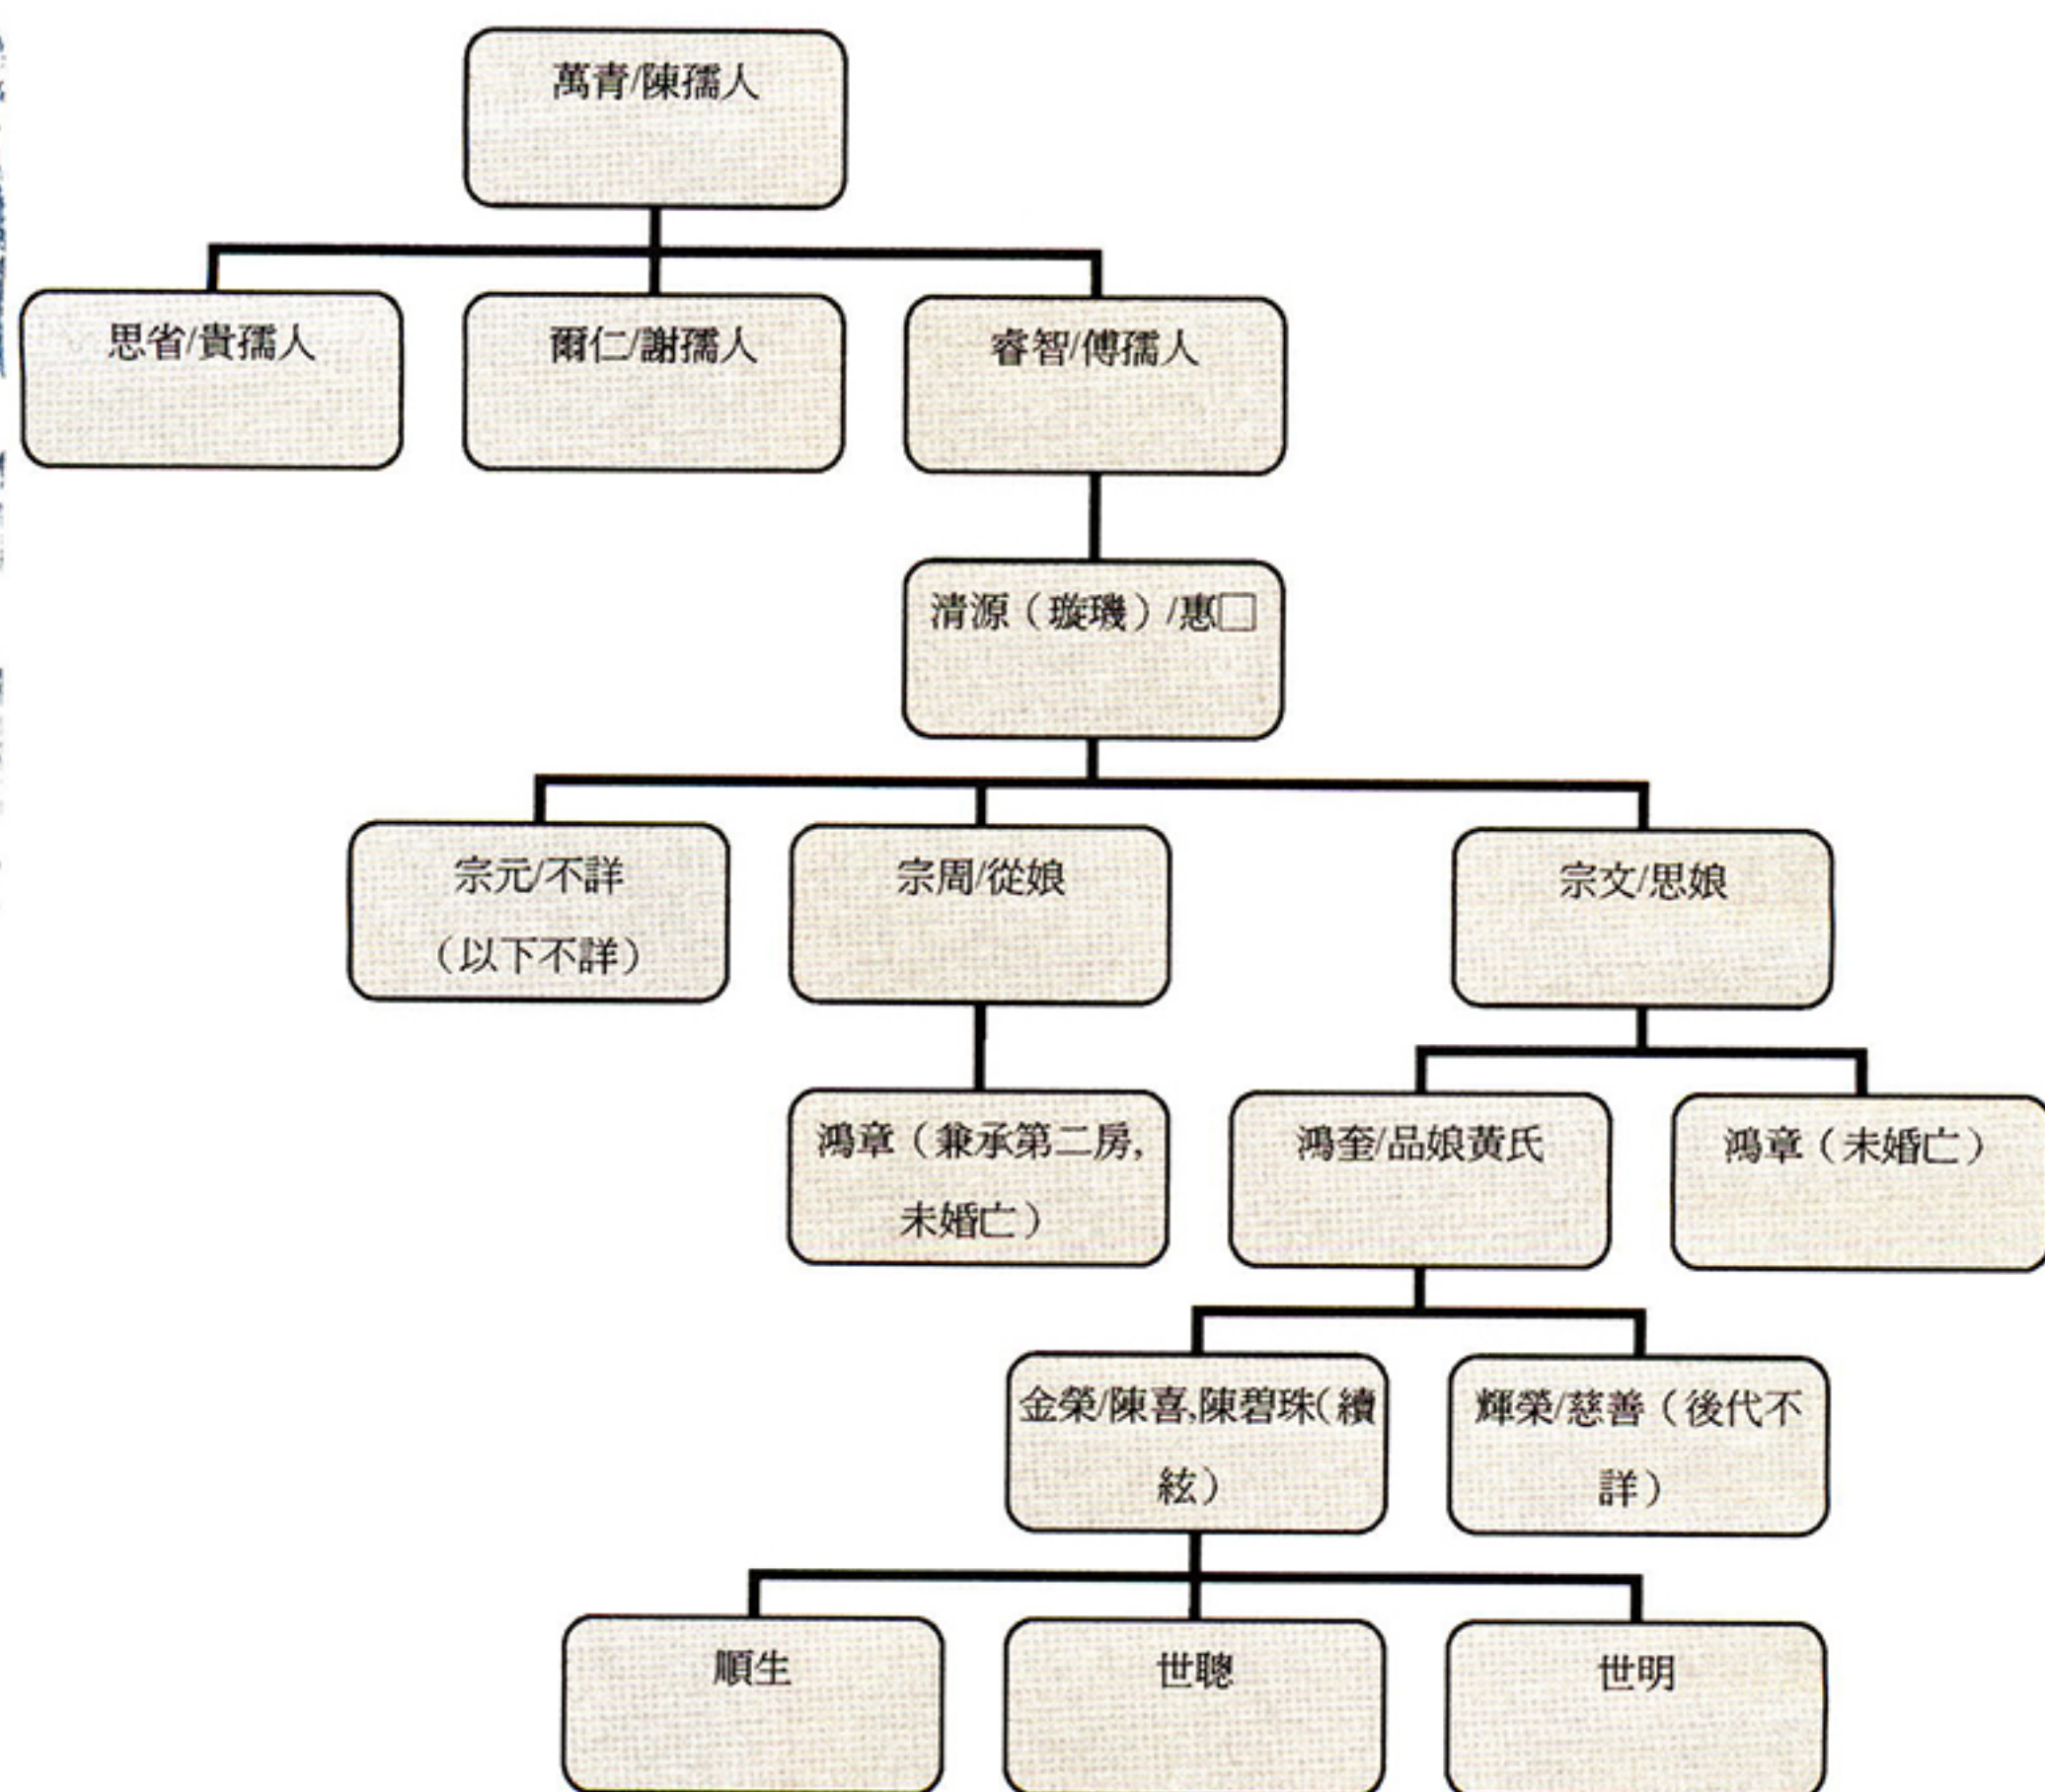 萬青/陳孺人
思省/貴孺人
爾仁/謝孺人
睿智/傅孺人
清源（璇璣）/惠□
宗元/不詳
（以下不詳）
宗周/從娘
宗文/思娘
鴻章（兼承第二房,
未婚亡）
鴻奎/品娘黃氏
鴻章（未婚亡）
金榮/陳喜,陳碧珠(續
絃）
輝榮/慈善（後代不
詳）
順生
世聰
世明